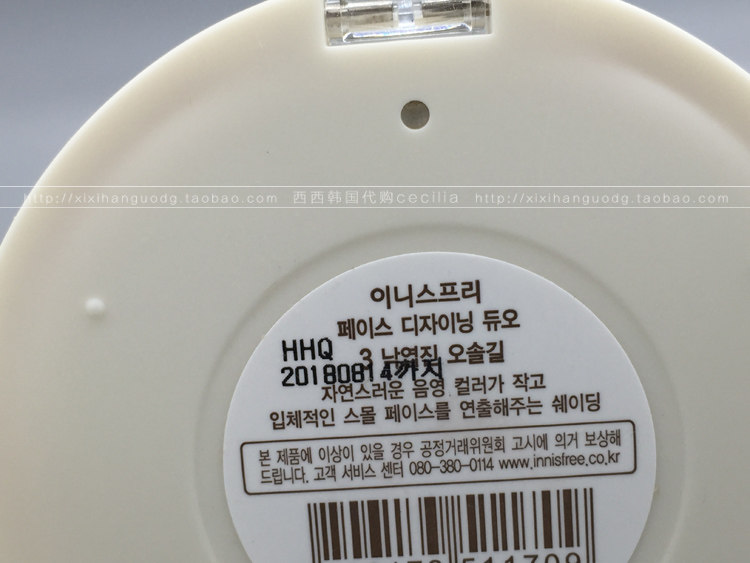 http://xixihanguodg.taobao.com 西西韩国代购cecilia http://xixihanguodg.taobao.com
이니스프리
페이스 디자이닝 듀오
HHQ
3 낮엳진 오솔길
20180814까지
자연스러운 음영 컬러가 작고
입체적인 스몰 페이스를 연출해주는 쉐이딩
본 제품에 이상이 있을 경우 공정거래위원회 고시에 의거 보상해
드립니다. 고객 서비스 센터 080-380-0114 www.innisfree.co.kr
511709